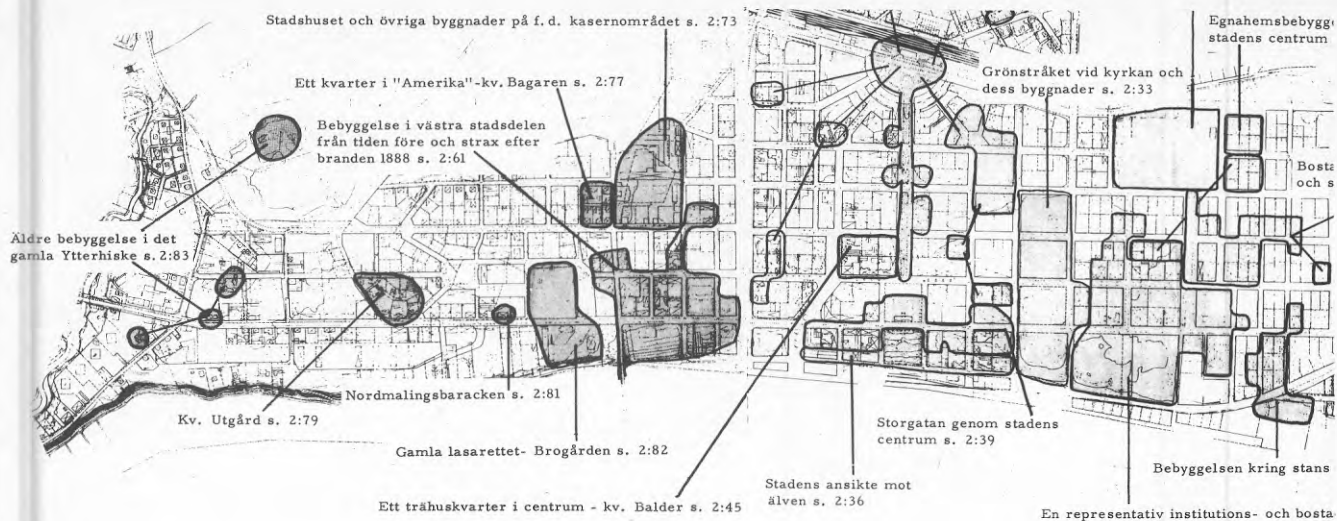 Stadshuset och övriga byggnader på f.d. kasernområdet s. 2:73
Ett kvarter i "Amerika"-kv. Bagaren s. 2:77
Bebyggelse i västra stadsdelen
från tiden före och strax efter
branden 1888 s. 2:61
Äldre bebyggelse i det
gamla Ytterhiske s. 2:83
Kv. Utgård s. 2:79
Nordmalingsbaracken s. 2:81
Gamla lasarettet- Brogården s. 2:82
Ett trähuskvarter i centrum - kv. Balder s. 2:45
Egnahemsbebygge
stadens centrum
Grönstråket vid kyrkan och
dess byggnader s. 2:33
Bosta
och s
Storgatan genom stadens
centrum s. 2:39
Stadens ansikte mot
älven s. 2:36
Bebyggelsen kring stans
En representativ institutions- och bosta